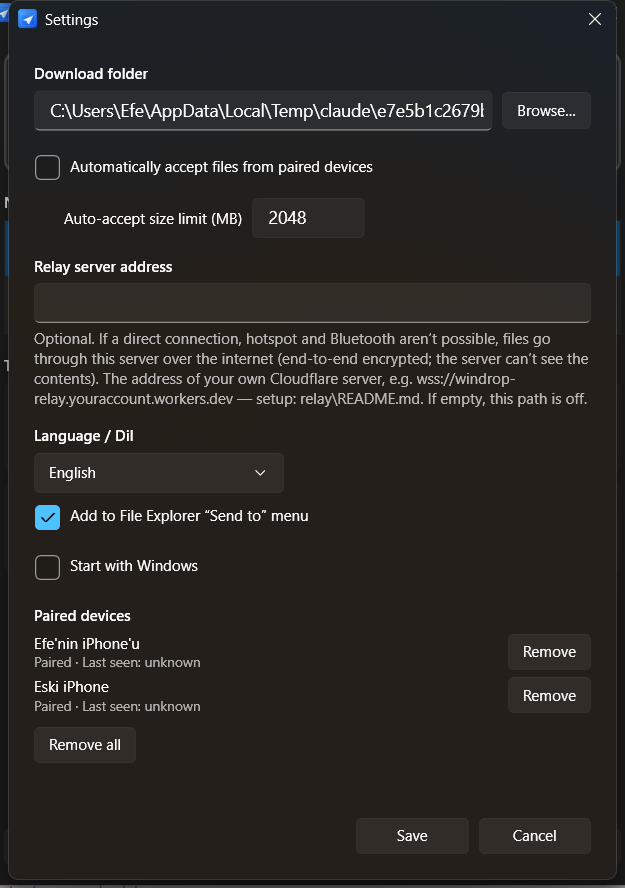 Settings
Download folder
C:\Users\Efe\AppData\Local\Temp\claude\e7e5b1c2679b
Browse...
Automatically accept files from paired devices
Auto-accept size limit (MB)
2048
Relay server address
Optional. If a direct connection, hotspot and Bluetooth aren’t possible, files go
through this server over the internet (end-to-end encrypted; the server can’t see the
contents). The address of your own Cloudflare server, e.g. wss://windrop-
relay.youraccount.workers.dev — setup: relay\README.md. If empty, this path is off.
Language / Dil
English
Add to File Explorer “Send to” menu
Start with Windows
Paired devices
Efe'nin iPhone'u
Paired · Last seen: unknown
Remove
Eski iPhone
Paired · Last seen: unknown
Remove
Remove all
Save
Cancel